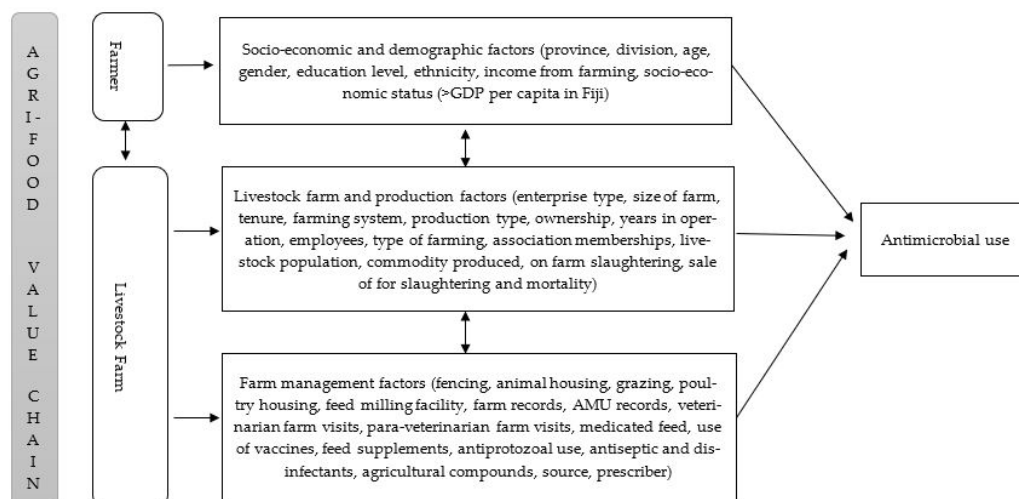 AGRI-FOOD VALUE CHAIN
Farmer
Socio-economic and demographic factors (province, division, age,
gender, education level, ethnicity, income from farming, socio-eco-
nomic status (>GDP per capita in Fiji)
Livestock Farm
Livestock farm and production factors (enterprise type, size of farm,
tenure, farming system, production type, ownership, years in oper-
ation, employees, type of farming, association memberships, live-
stock population, commodity produced, on farm slaughtering, sale
of for slaughtering and mortality)
Farm management factors (fencing, animal housing, grazing, poul-
try housing, feed milling facility, farm records, AMU records, veteri-
narian farm visits, para-veterinarian farm visits, medicated feed, use
of vaccines, feed supplements, antiprotozoal use, antiseptic and dis-
infectants, agricultural compounds, source, prescriber)
Antimicrobial use